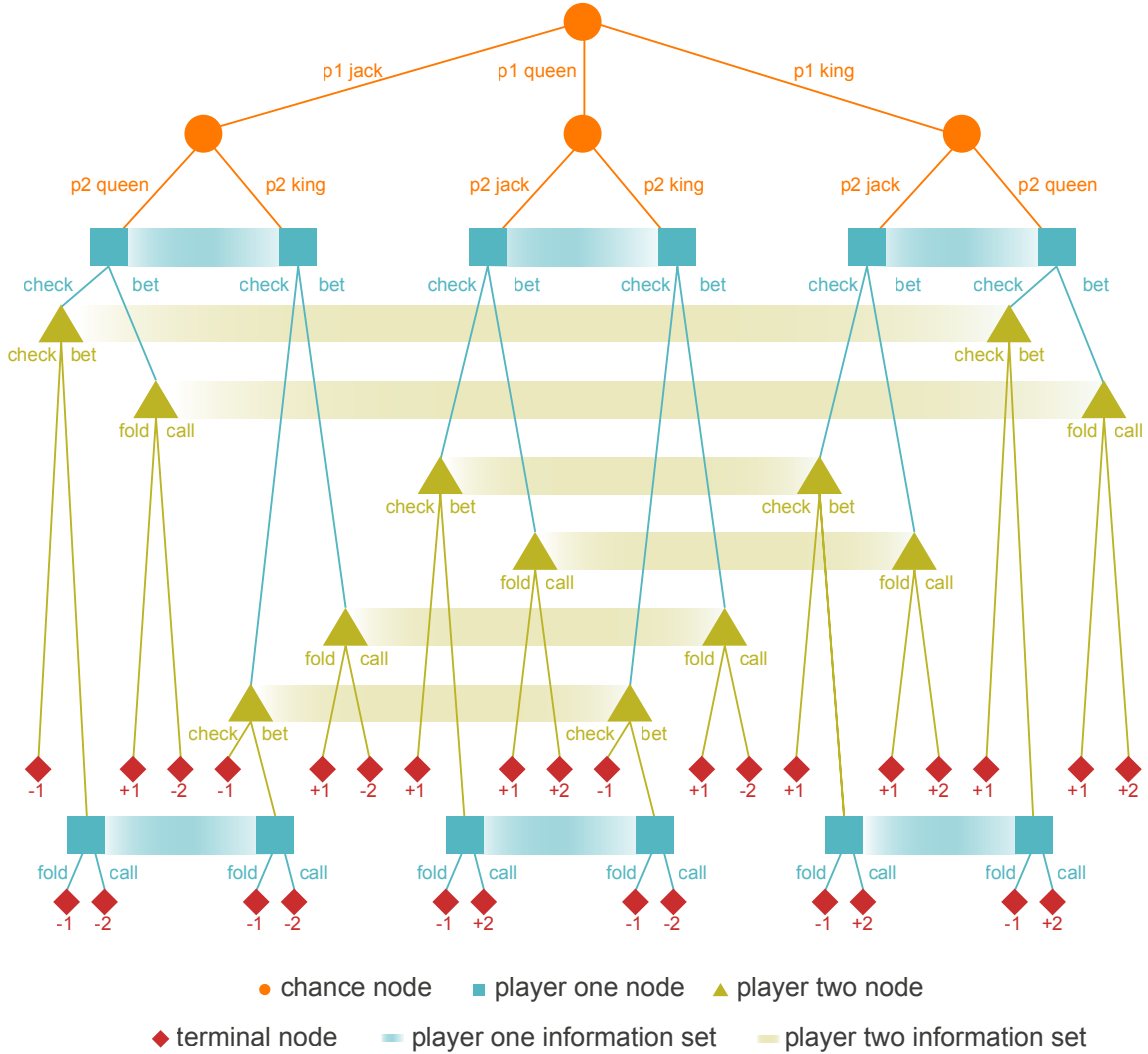 p1 jack p1 queen p1 king
p2 queen p2 king p2 jack p2 king p2 jack p2 queen
check bet check bet check bet check bet check bet check bet
check bet check bet
fold call fold call
check bet check bet
fold call fold call
fold call fold call
check bet check bet
-1 +1 -2 -1 +1 -2 +1 +1 +2 -1 +1 -2 +1 +1 +2 +1 +1 +2
fold call fold call fold call fold call fold call fold call
-1 -2 -1 -2 -1 +2 -1 -2 -1 +2 -1 +2
chance node player one node player two node
terminal node player one information set player two information set